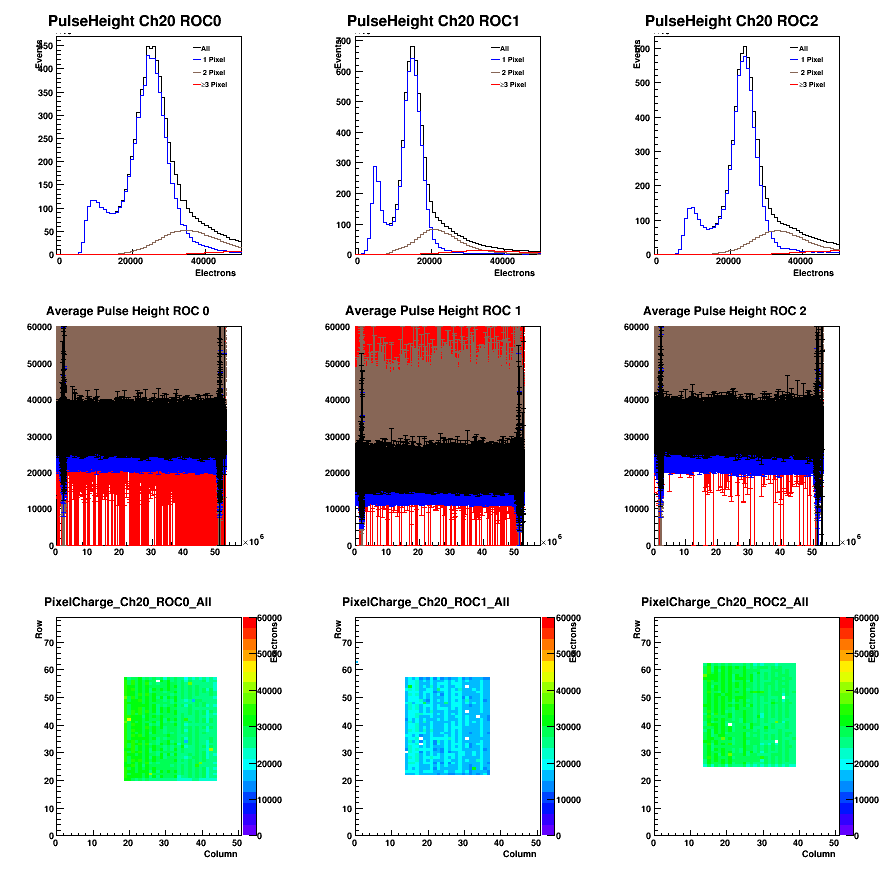 PulseHeight Ch20 ROC0
Events
450
400
350
300
250
200
150
100
50
0
0 20000 40000
Electrons
All
1 Pixel
2 Pixel
≥3 Pixel
PulseHeight Ch20 ROC1
Events
700
600
500
400
300
200
100
0
0 20000 40000
Electrons
All
1 Pixel
2 Pixel
≥3 Pixel
PulseHeight Ch20 ROC2
Events
600
500
400
300
200
100
0
0 20000 40000
Electrons
All
1 Pixel
2 Pixel
≥3 Pixel
Average Pulse Height ROC 0
60000
50000
40000
30000
20000
10000
0
0 10 20 30 40 50
×10⁶
Average Pulse Height ROC 1
60000
50000
40000
30000
20000
10000
0
0 10 20 30 40 50
×10⁶
Average Pulse Height ROC 2
60000
50000
40000
30000
20000
10000
0
0 10 20 30 40 50
×10⁶
PixelCharge_Ch20_ROC0_All
Row
70
60
50
40
30
20
10
0
0 10 20 30 40 50
Column
60000
50000
40000
30000
20000
10000
0
Electrons
PixelCharge_Ch20_ROC1_All
Row
70
60
50
40
30
20
10
0
0 10 20 30 40 50
Column
60000
50000
40000
30000
20000
10000
0
Electrons
PixelCharge_Ch20_ROC2_All
Row
70
60
50
40
30
20
10
0
0 10 20 30 40 50
Column
60000
50000
40000
30000
20000
10000
0
Electrons